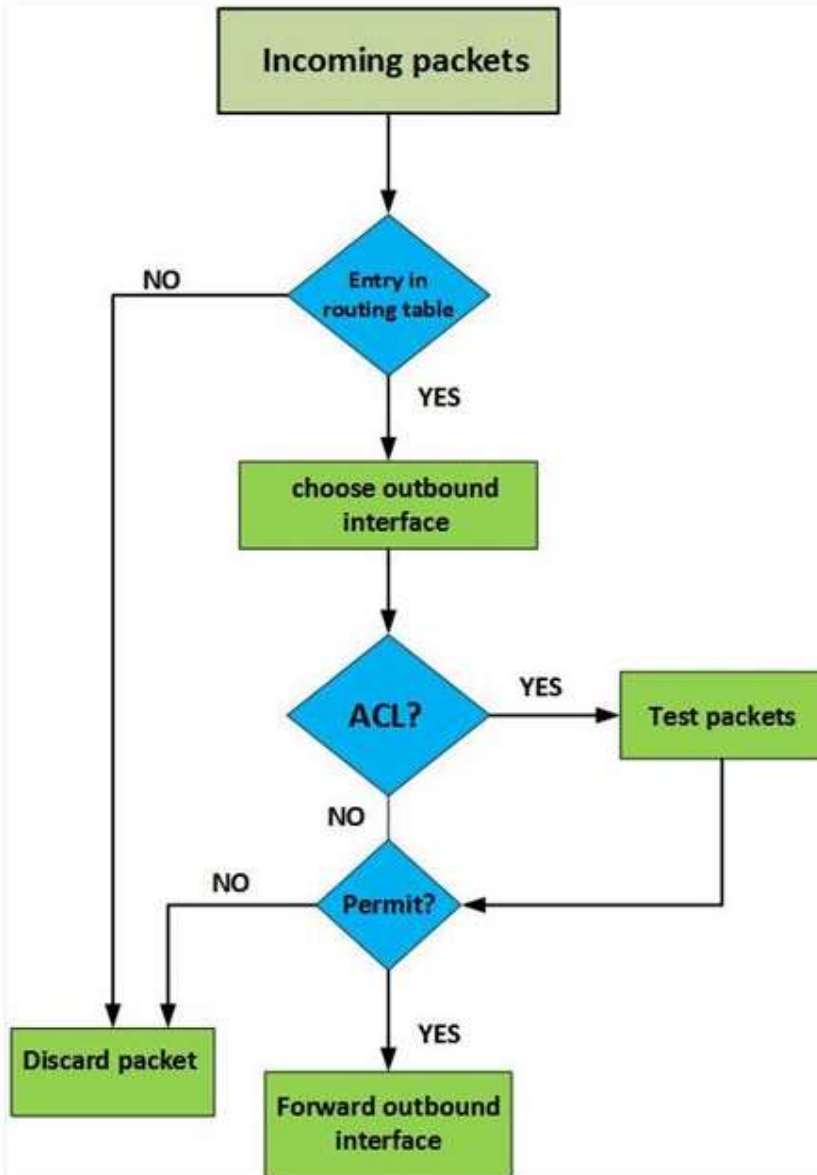 Incoming packets
NO
Entry in
routing table
YES
choose outbound
interface
ACL?
YES
Test packets
NO
NO
Permit?
YES
Discard packet
Forward outbound
interface